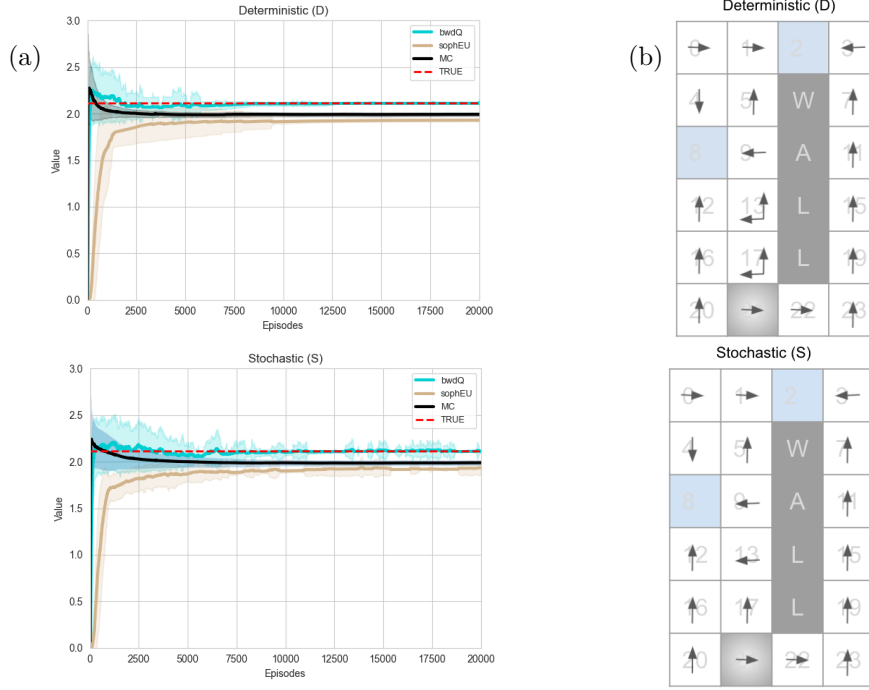 (a)
Deterministic (D)
3.0
2.5
2.0
1.5
1.0
0.5
0.0
Value
bwdQ
sophEU
MC
TRUE
0 2500 5000 7500 10000 12500 15000 17500 20000
Episodes
Stochastic (S)
3.0
2.5
2.0
1.5
1.0
0.5
0.0
Value
bwdQ
sophEU
MC
TRUE
0 2500 5000 7500 10000 12500 15000 17500 20000
Episodes
(b)
Deterministic (D)
0 1 2 3
4 5 W 7
8 9 A 11
12 13 L 15
16 17 L 19
20 22 23
Stochastic (S)
0 1 2 3
4 5 W 7
8 9 A 11
12 13 L 15
16 17 L 19
20 22 23